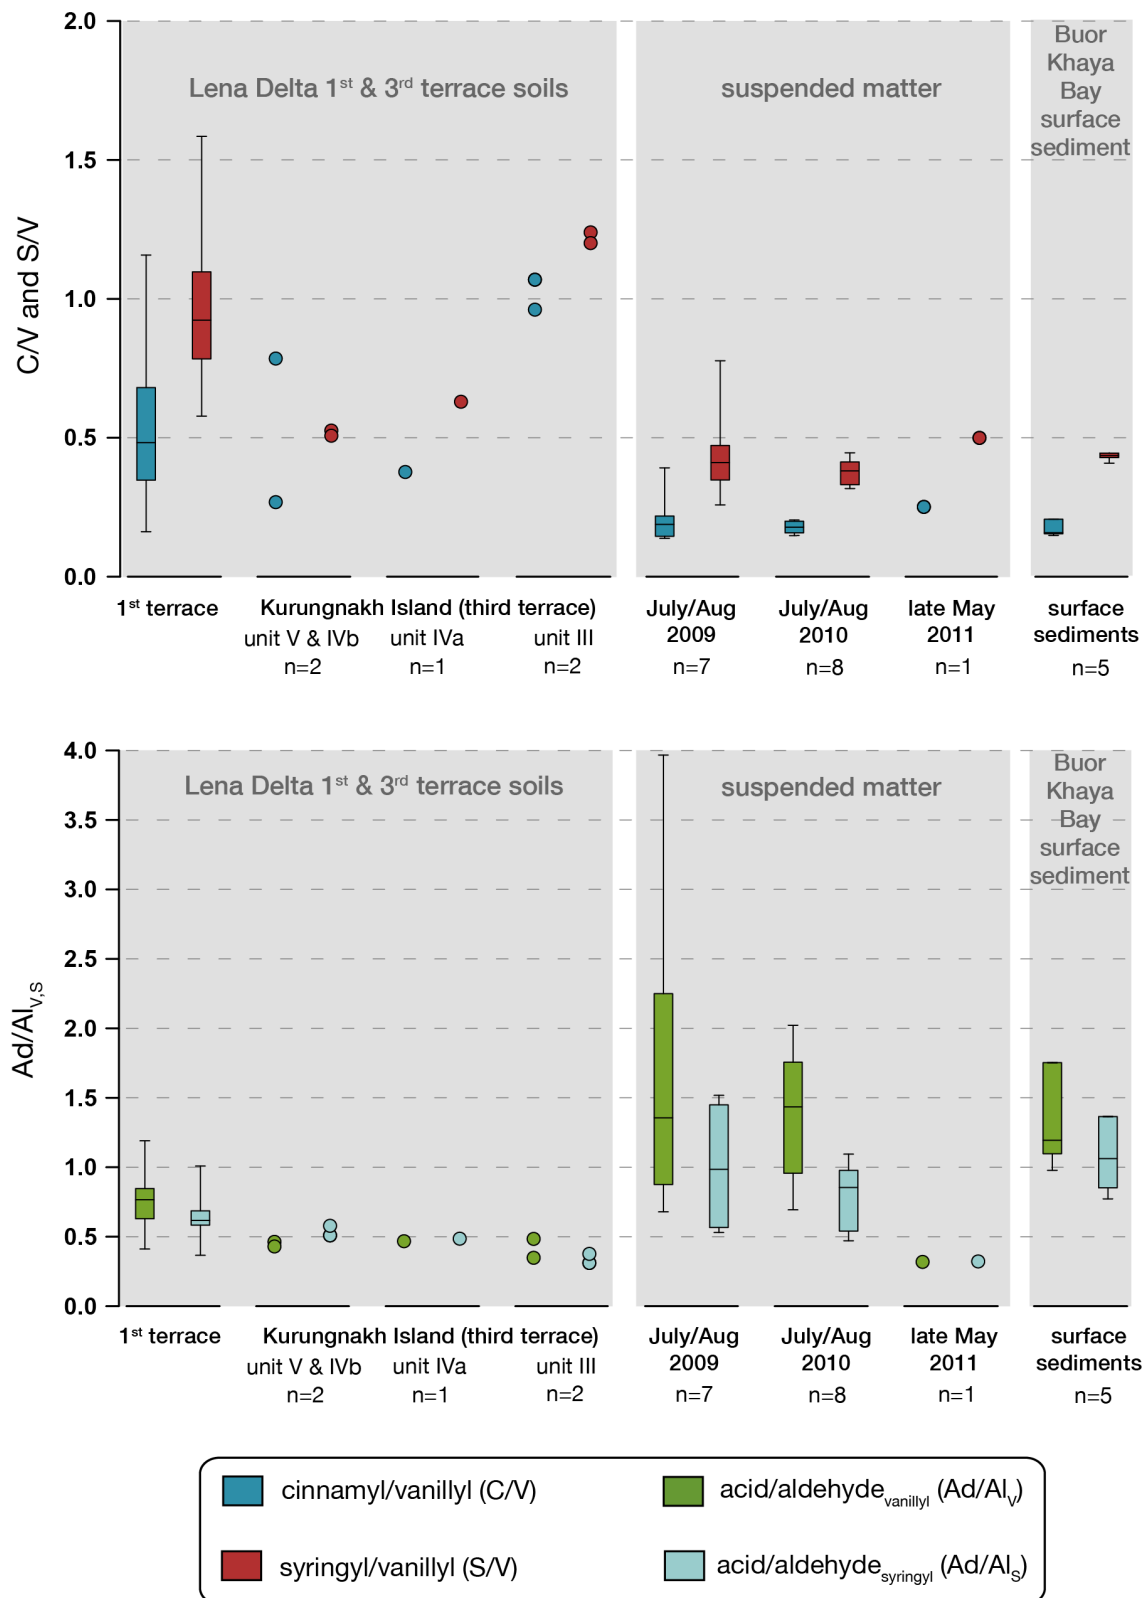 2.0
1.5
1.0
0.5
0.0
C/V and S/V
Lena Delta 1st & 3rd terrace soils
suspended matter
Buor
Khaya
Bay
surface
sediment
1st terrace
Kurungnakh Island (third terrace)
unit V & IVb
n=2
unit IVa
n=1
unit III
n=2
July/Aug
2009
n=7
July/Aug
2010
n=8
late May
2011
n=1
surface
sediments
n=5
4.0
3.5
3.0
2.5
2.0
1.5
1.0
0.5
0.0
Ad/Alv,s
Lena Delta 1st & 3rd terrace soils
suspended matter
Buor
Khaya
Bay
surface
sediment
1st terrace
Kurungnakh Island (third terrace)
unit V & IVb
n=2
unit IVa
n=1
unit III
n=2
July/Aug
2009
n=7
July/Aug
2010
n=8
late May
2011
n=1
surface
sediments
n=5
cinnamyl/vanillyl (C/V)
acid/aldehydevanillyl (Ad/AlV)
syringyl/vanillyl (S/V)
acid/aldehydesyringyl (Ad/AlS)